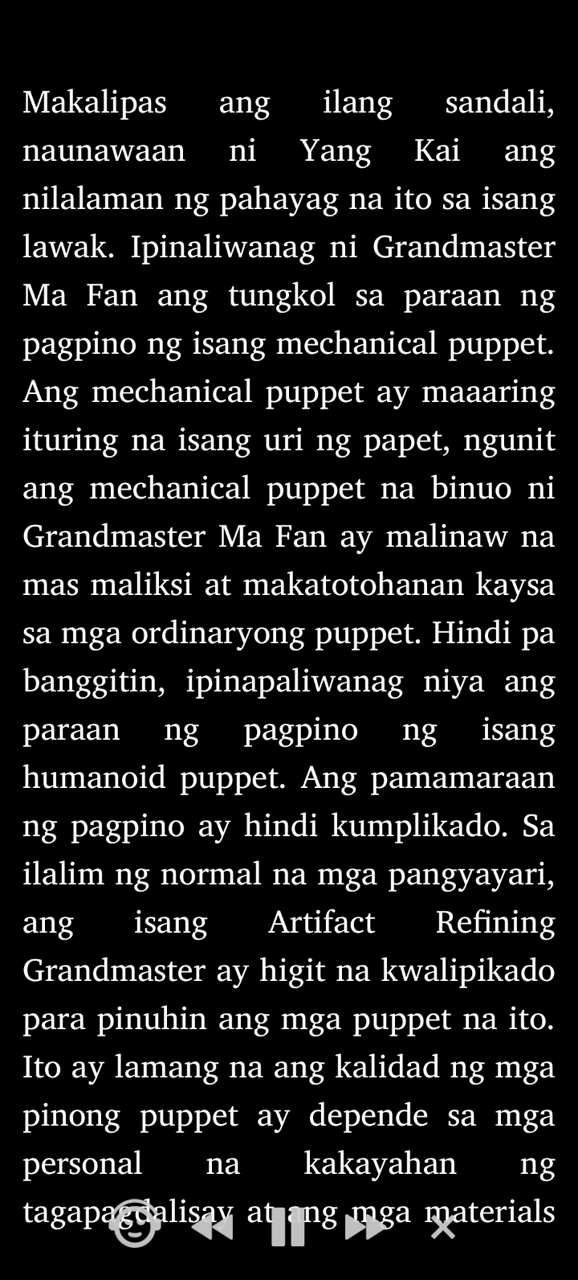 Makalipas ang ilang sandali,
naunawaan ni Yang Kai ang
nilalaman ng pahayag na ito sa isang
lawak. Ipinaliwanag ni Grandmaster
Ma Fan ang tungkol sa paraan ng
pagpino ng isang mechanical puppet.
Ang mechanical puppet ay maaaring
ituring na isang uri ng papet, ngunit
ang mechanical puppet na binuo ni
Grandmaster Ma Fan ay malinaw na
mas maliksi at makatotohanan kaysa
sa mga ordinaryong puppet. Hindi pa
banggitin, ipinapaliwanag niya ang
paraan ng pagpino ng isang
humanoid puppet. Ang pamamaraan
ng pagpino ay hindi kumplikado. Sa
ilalim ng normal na mga pangyayari,
ang isang Artifact Refining
Grandmaster ay higit na kwalipikado
para pinuhin ang mga puppet na ito.
Ito ay lamang na ang kalidad ng mga
pinong puppet ay depende sa mga
personal na kakayahan ng
tagapagdalisay at ang mga materials